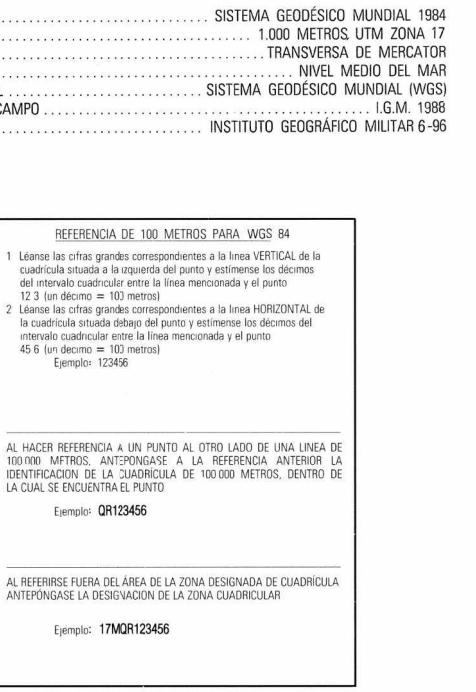 SISTEMA GEODÉSICO MUNDIAL 1984
1.000 METROS, UTM ZONA 17
TRANSVERSA DE MERCATOR
NIVEL MEDIO DEL MAR
SISTEMA GEODÉSICO MUNDIAL (WGS)
CAMPO I.G.M. 1988
INSTITUTO GEOGRÁFICO MILITAR 6-96
REFERENCIA DE 100 METROS PARA WGS 84
1 Léanse las cifras grandes correspondientes a la linea VERTICAL de la
cuadrícula situada a la izquierda del punto y estímense los décimos
del intervalo cuadricular entre la línea mencionada y el punto
12 3 (un décimo = 100 metros)
2 Léanse las cifras grandes correspondientes a la linea HORIZONTAL de
la cuadrícula situada debajo del punto y estímense los décimos del
intervalo cuadricular entre la línea mencionada y el punto
45 6 (un decimo = 100 metros)
Ejemplo: 123456
AL HACER REFERENCIA A UN PUNTO AL OTRO LADO DE UNA LINEA DE
100 000 METROS, ANTEPONGASE A LA REFERENCIA ANTERIOR LA
IDENTIFICACION DE LA CUADRÍCULA DE 100 000 METROS, DENTRO DE
LA CUAL SE ENCUENTRA EL PUNTO
Ejemplo: QR123456
AL REFERIRSE FUERA DEL ÁREA DE LA ZONA DESIGNADA DE CUADRÍCULA
ANTEPÓNGASE LA DESIGNACION DE LA ZONA CUADRICULAR
Ejemplo: 17MQR123456